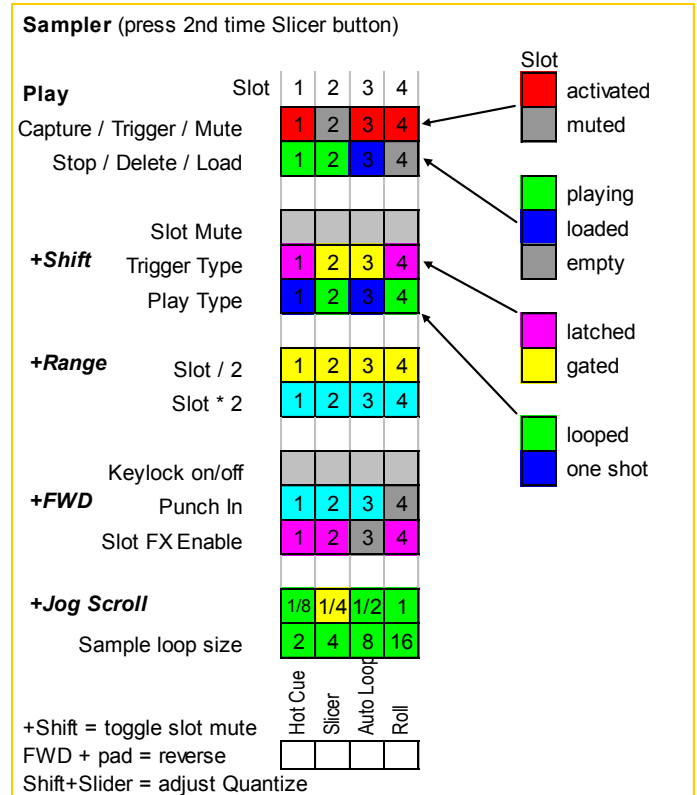 Sampler (press 2nd time Slicer button)
Slot
Play Slot 1 2 3 4
activated
Capture / Trigger / Mute 1 2 3 4
muted
Stop / Delete / Load 1 2 3 4
playing
loaded
empty
Slot Mute
+Shift Trigger Type 1 2 3 4
Play Type 1 2 3 4
latched
gated
+Range Slot / 2 1 2 3 4
Slot * 2 1 2 3 4
looped
one shot
Keylock on/off
+FWD Punch In 1 2 3 4
Slot FX Enable 1 2 3 4
+Jog Scroll 1/8 1/4 1/2 1
Sample loop size 2 4 8 16
Hot Cue
Slicer
Auto Loop
Roll
+Shift = toggle slot mute
FWD + pad = reverse
Shift+Slider = adjust Quantize